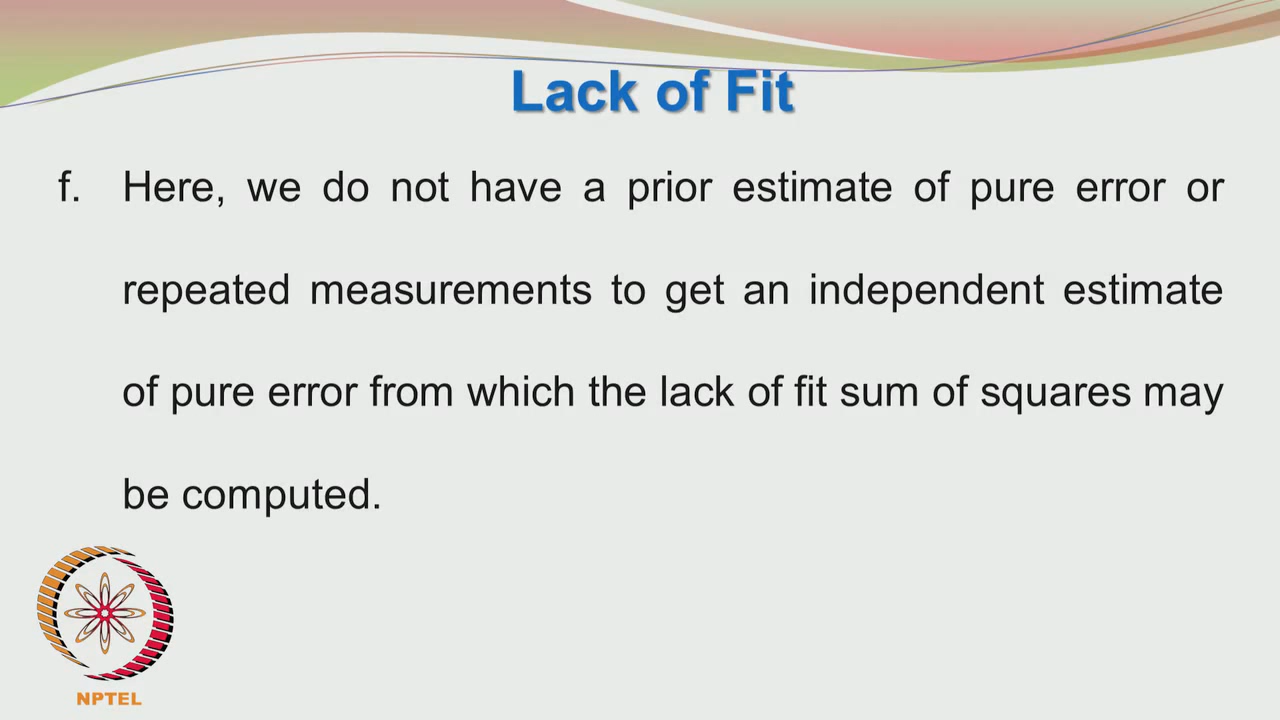 Lack of Fit
f. Here, we do not have a prior estimate of pure error or
repeated measurements to get an independent estimate
of pure error from which the lack of fit sum of squares may
be computed.
NPTEL